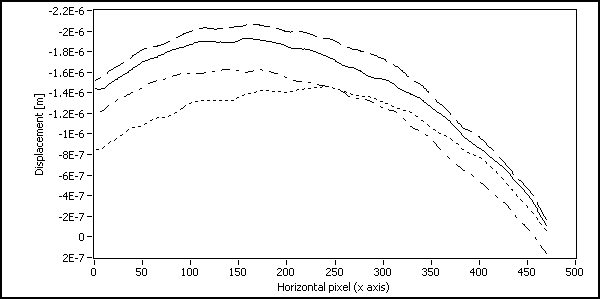 -2.2E-6
-2E-6
-1.8E-6
-1.6E-6
-1.4E-6
-1.2E-6
-1E-6
-8E-7
-6E-7
-4E-7
-2E-7
0
2E-7
Displacement [m]
0 50 100 150 200 250 300 350 400 450 500
Horizontal pixel (x axis)